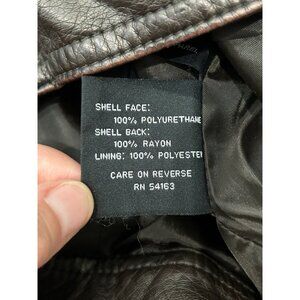 SHELL FACE:
100% POLYURETHANE
SHELL BACK:
100% RAYON
LINING: 100% POLYESTER
CARE ON REVERSE
RN 54163